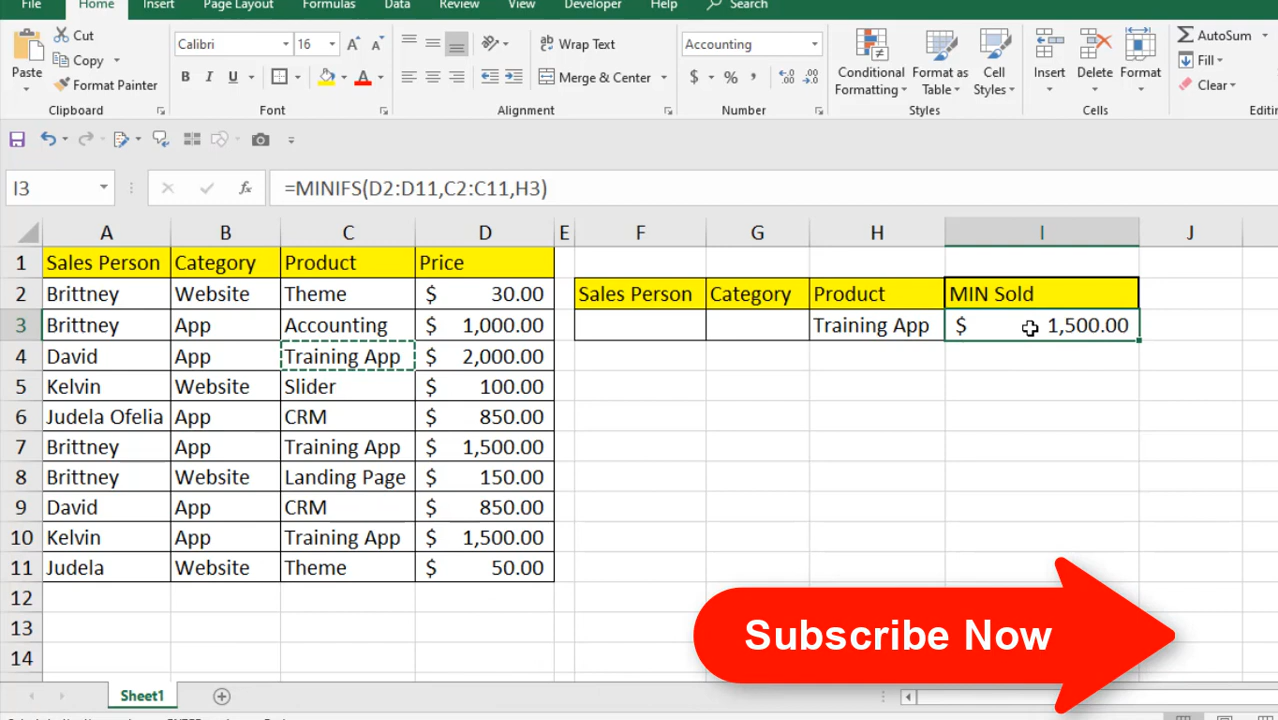 File Home Insert Page Layout Formulas Data Review View Developer Help Search
Cut
Copy
Format Painter
Paste
Clipboard
Calibri 16
A A
B I U A
Font
Wrap Text
Merge & Center
Alignment
Accounting
$ %
Number
Conditional Formatting
Format as Table
Cell Styles
Styles
Insert Delete Format
Cells
AutoSum
Fill
Clear
Editi
I3 fx =MINIFS(D2:D11,C2:C11,H3)
A B C D E F G H I J
1 Sales Person Category Product Price
2 Brittney Website Theme $ 30.00 Sales Person Category Product MIN Sold
3 Brittney App Accounting $ 1,000.00 Training App $ 1,500.00
4 David App Training App $ 2,000.00
5 Kelvin Website Slider $ 100.00
6 Judela Ofelia App CRM $ 850.00
7 Brittney App Training App $ 1,500.00
8 Brittney Website Landing Page $ 150.00
9 David App CRM $ 850.00
10 Kelvin App Training App $ 1,500.00
11 Judela Website Theme $ 50.00
12
13
14
Subscribe Now
Sheet1